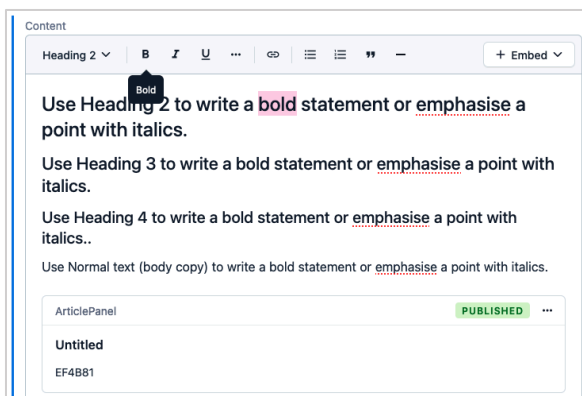 Content
Heading 2 B I U ... + Embed
Bold
Use Heading 2 to write a bold statement or emphasise a
point with italics.
Use Heading 3 to write a bold statement or emphasise a point with
italics.
Use Heading 4 to write a bold statement or emphasise a point with
italics..
Use Normal text (body copy) to write a bold statement or emphasise a point with italics.
ArticlePanel PUBLISHED ...
Untitled
EF4B81